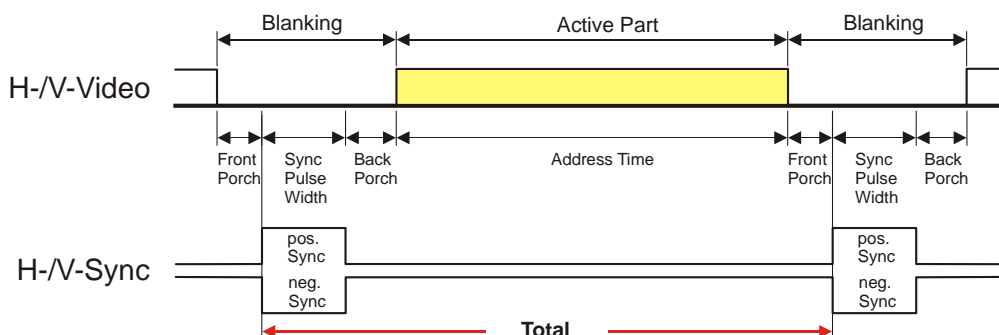 Blanking
Active Part
Blanking
H-/V-Video
Front
Porch
Sync
Pulse
Width
Back
Porch
Address Time
Front
Porch
Sync
Pulse
Width
Back
Porch
H-/V-Sync
pos.
Sync
neg.
Sync
pos.
Sync
neg.
Sync
Total